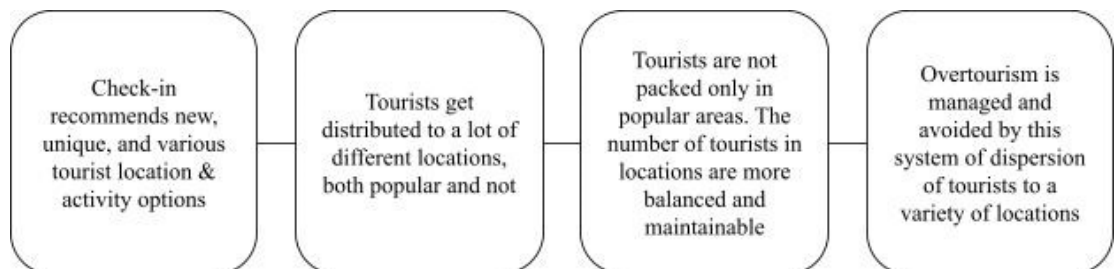 Check-in
recommends new,
unique, and various
tourist location &
activity options
Tourists get
distributed to a lot of
different locations,
both popular and not
Tourists are not
packed only in
popular areas. The
number of tourists in
locations are more
balanced and
maintainable
Overtourism is
managed and
avoided by this
system of dispersion
of tourists to a
variety of locations